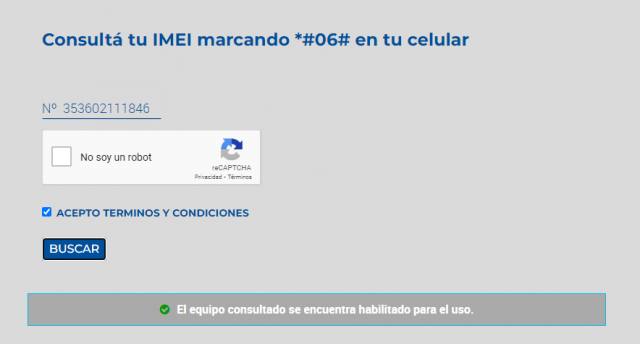 Consultá tu IMEI marcando *#06# en tu celular
Nº 353602111846
No soy un robot
reCAPTCHA
Privacidad - Términos
ACEPTO TERMINOS Y CONDICIONES
BUSCAR
El equipo consultado se encuentra habilitado para el uso.